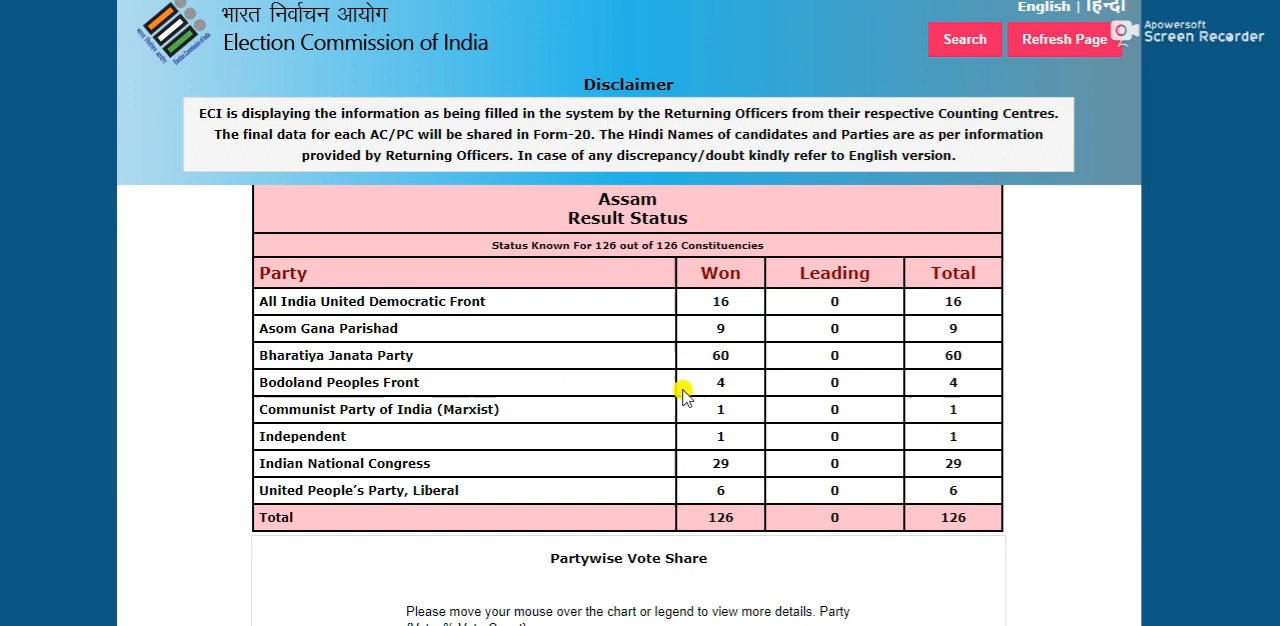 भारत निर्वाचन आयोग
Election Commission of India
English | हिन्दी
Search
Refresh Page
Apowersoft
Screen Recorder
Disclaimer
ECI is displaying the information as being filled in the system by the Returning Officers from their respective Counting Centres.
The final data for each AC/PC will be shared in Form-20. The Hindi Names of candidates and Parties are as per information
provided by Returning Officers. In case of any discrepancy/doubt kindly refer to English version.
Assam
Result Status
Status Known For 126 out of 126 Constituencies
Party Won Leading Total
All India United Democratic Front 16 0 16
Asom Gana Parishad 9 0 9
Bharatiya Janata Party 60 0 60
Bodoland Peoples Front 4 0 4
Communist Party of India (Marxist) 1 0 1
Independent 1 0 1
Indian National Congress 29 0 29
United People’s Party, Liberal 6 0 6
Total 126 0 126
Partywise Vote Share
Please move your mouse over the chart or legend to view more details. Party